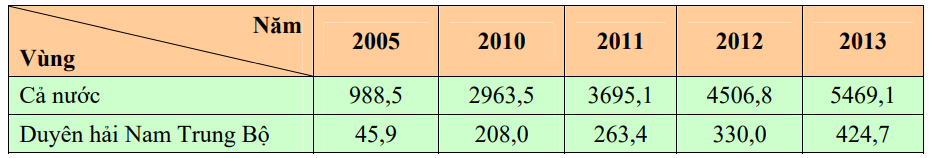 Năm
Vùng
2005 2010 2011 2012 2013
Cả nước 988,5 2963,5 3695,1 4506,8 5469,1
Duyên hải Nam Trung Bộ 45,9 208,0 263,4 330,0 424,7